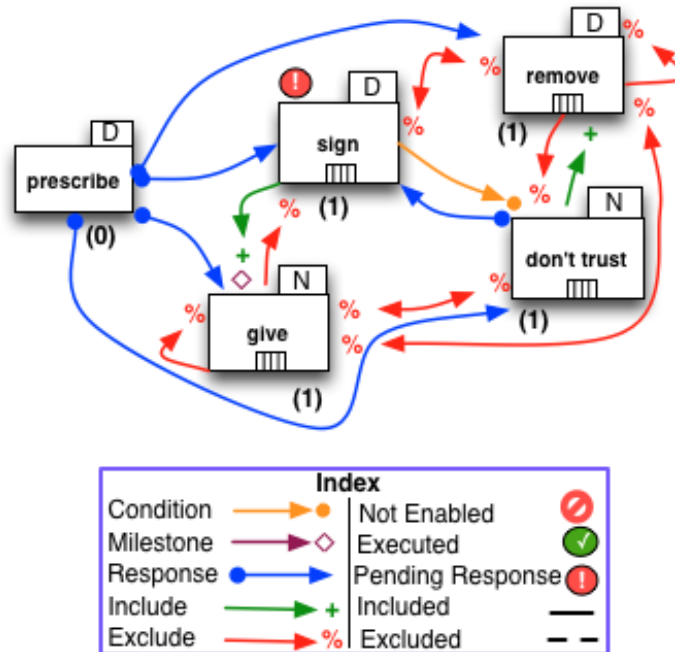 D
remove
%
%
%
(1)
+
D
sign
%
(1)
!
D
prescribe
(0)
%
N
don't trust
%
(1)
+
%
N
give
%
%
%
(1)
Index
Condition
Not Enabled
Milestone
Executed
Response
Pending Response !
Include + Included
Exclude % Excluded